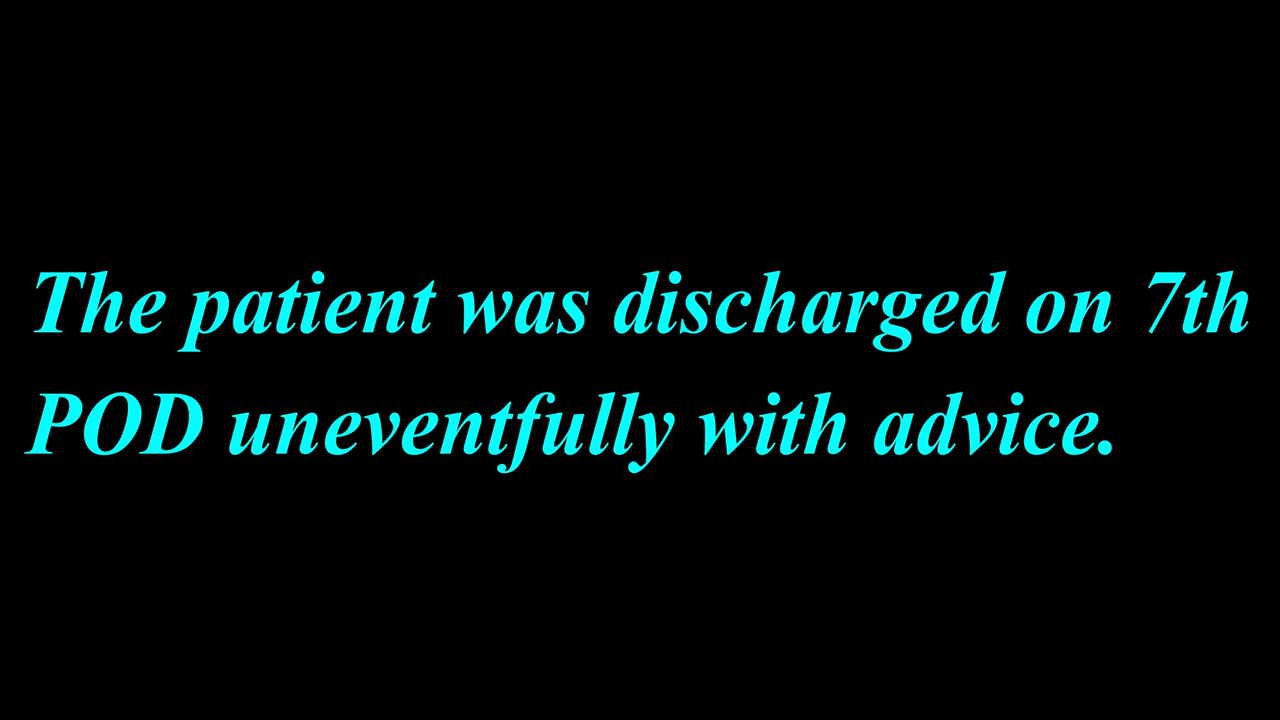 The patient was discharged on 7th
POD uneventfully with advice.